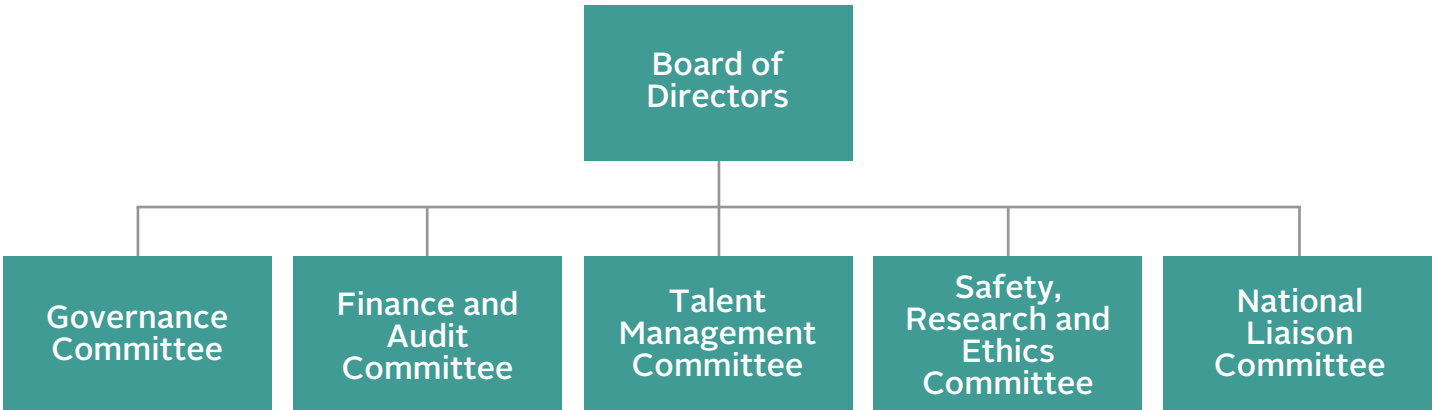 Board of
Directors
Governance
Committee
Finance and
Audit
Committee
Talent
Management
Committee
Safety,
Research and
Ethics
Committee
National
Liaison
Committee